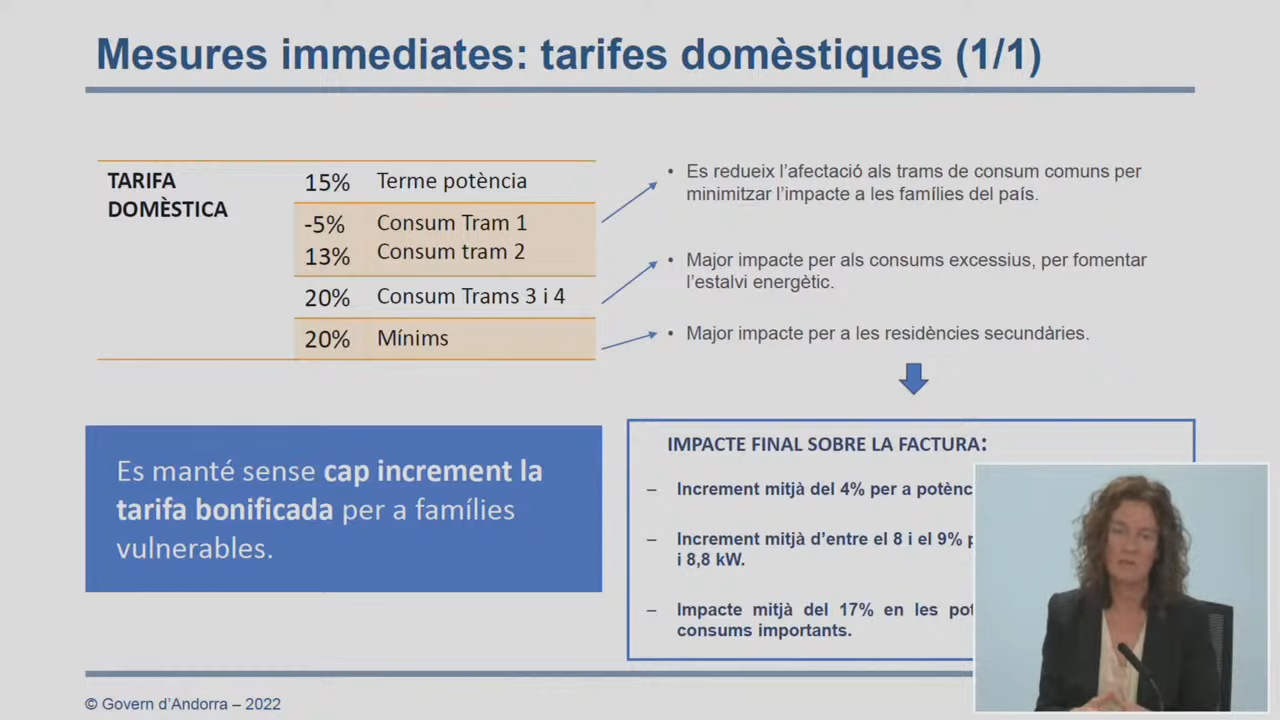 Mesures immediates: tarifes domèstiques (1/1)
TARIFA
DOMÈSTICA
15% Terme potència
-5% Consum Tram 1
13% Consum tram 2
20% Consum Trams 3 i 4
20% Mínims
• Es redueix l’afectació als trams de consum comuns per
minimitzar l’impacte a les famílies del país.
• Major impacte per als consums excessius, per fomentar
l’estalvi energètic.
• Major impacte per a les residències secundàries.
Es manté sense cap increment la
tarifa bonificada per a famílies
vulnerables.
IMPACTE FINAL SOBRE LA FACTURA:
– Increment mitjà del 4% per a
– Increment mitjà d’entre el 8 i el 9%
i 8,8 kW.
– Impacte mitjà del 17% en les
consums importants.
© Govern d’Andorra – 2022